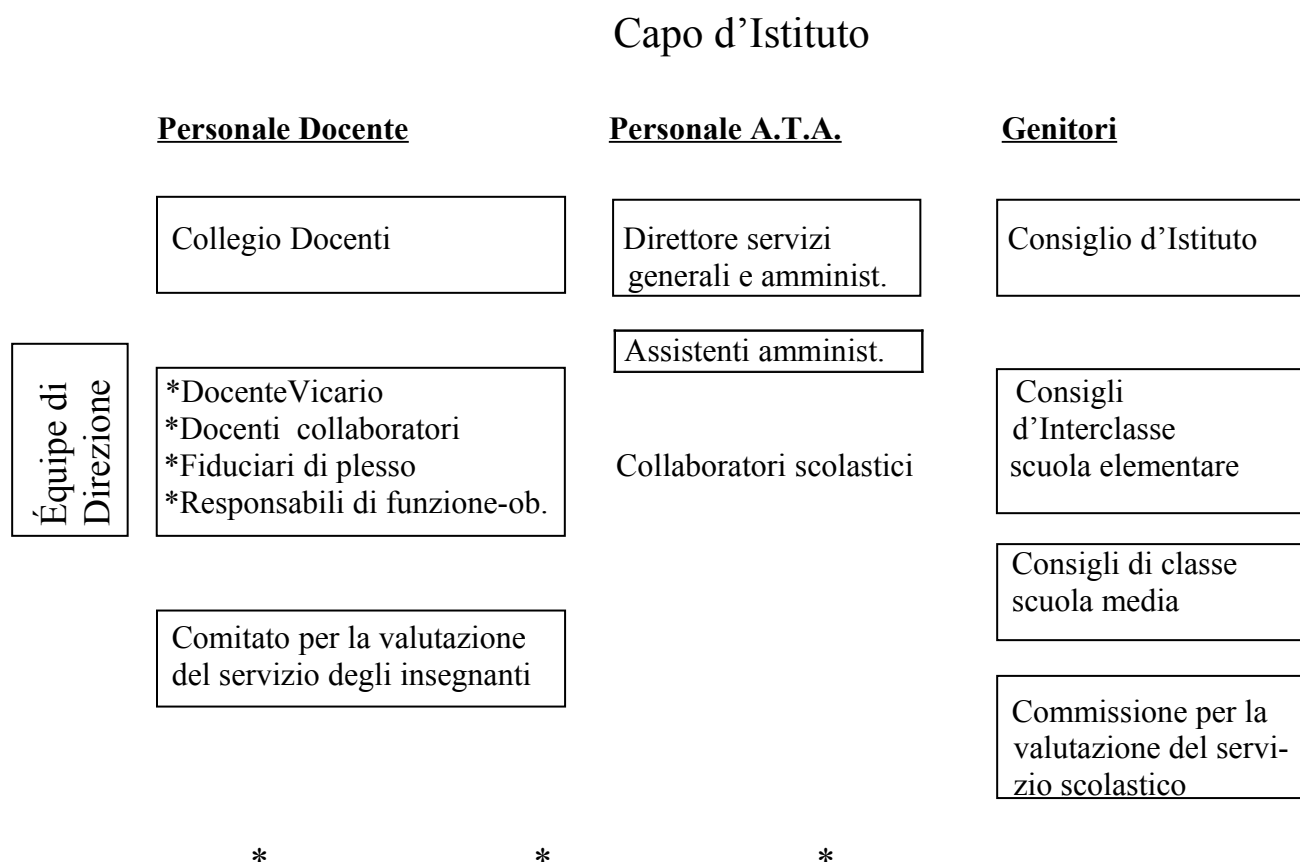 Capo d’Istituto
Personale Docente
Personale A.T.A.
Genitori
Collegio Docenti
Direttore servizi
generali e amminist.
Consiglio d’Istituto
Assistenti amminist.
Équipe di
Direzione
*DocenteVicario
*Docenti collaboratori
*Fiduciari di plesso
*Responsabili di funzione-ob.
Collaboratori scolastici
Consigli
d’Interclasse
scuola elementare
Consigli di classe
scuola media
Comitato per la valutazione
del servizio degli insegnanti
Commissione per la
valutazione del servi-
zio scolastico
* * *